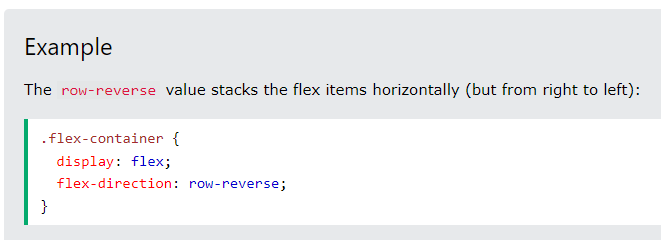 Example
The row-reverse value stacks the flex items horizontally (but from right to left):
.flex-container {
  display: flex;
  flex-direction: row-reverse;
}